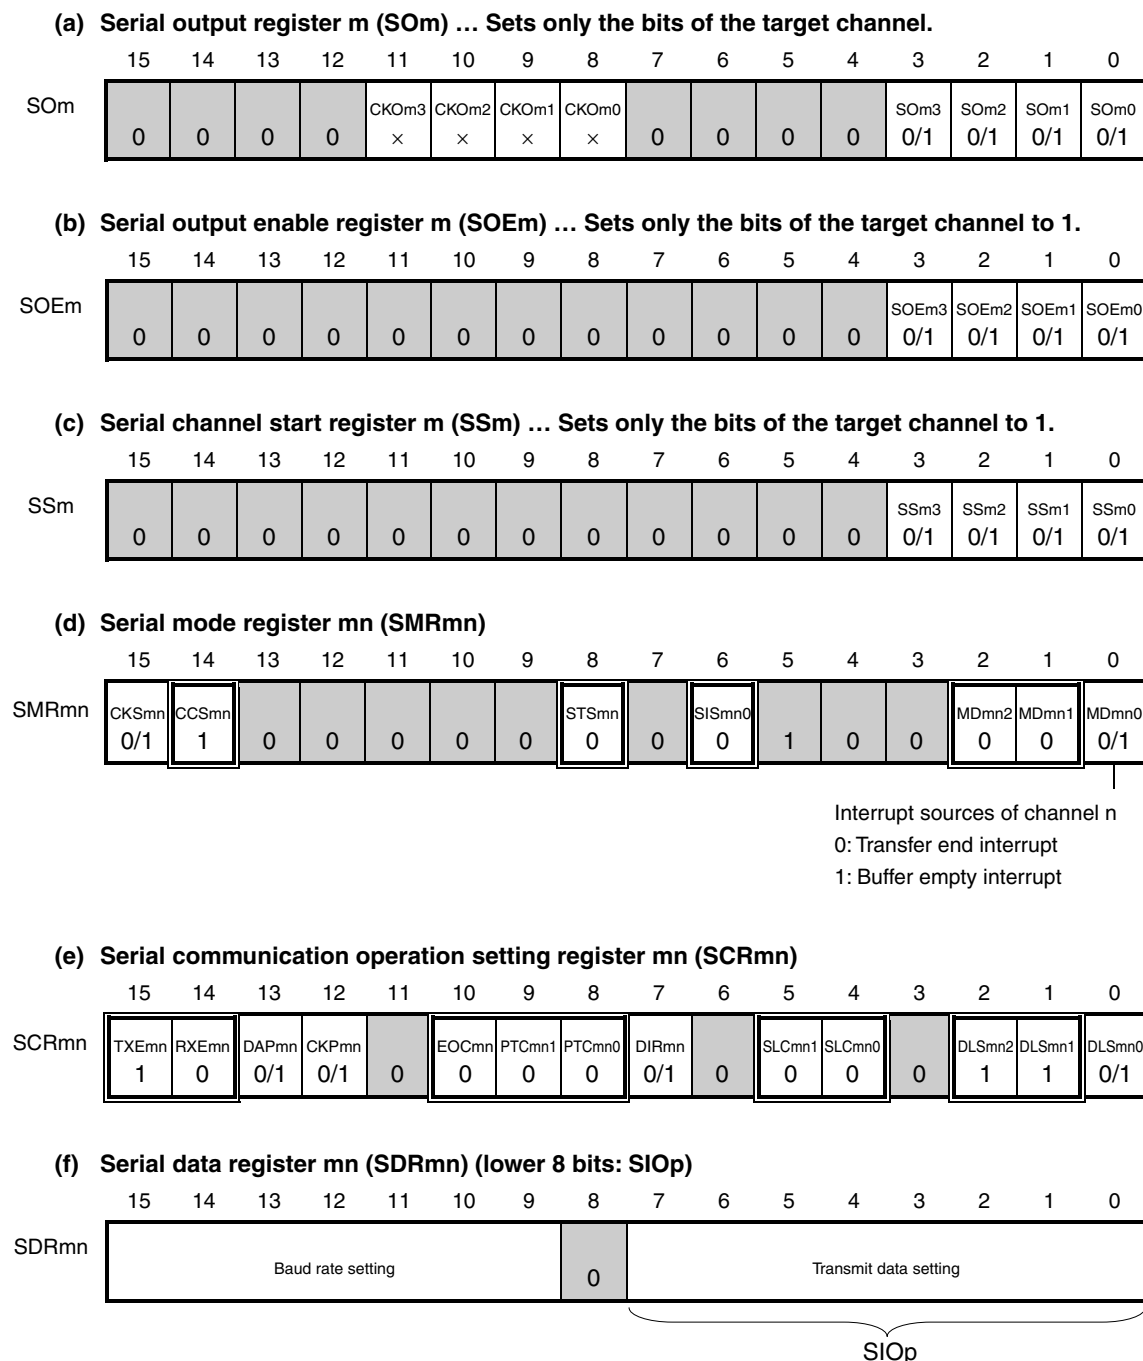 (a) Serial output register m (SOm) … Sets only the bits of the target channel.
15 14 13 12 11 10 9 8 7 6 5 4 3 2 1 0
SOm
CKOm3 CKOm2 CKOm1 CKOm0 SOm3 SOm2 SOm1 SOm0
0 0 0 0 × × × × 0 0 0 0 0/1 0/1 0/1 0/1
(b) Serial output enable register m (SOEm) … Sets only the bits of the target channel to 1.
15 14 13 12 11 10 9 8 7 6 5 4 3 2 1 0
SOEm
SOEm3 SOEm2 SOEm1 SOEm0
0 0 0 0 0 0 0 0 0 0 0 0 0/1 0/1 0/1 0/1
(c) Serial channel start register m (SSm) … Sets only the bits of the target channel to 1.
15 14 13 12 11 10 9 8 7 6 5 4 3 2 1 0
SSm
SSm3 SSm2 SSm1 SSm0
0 0 0 0 0 0 0 0 0 0 0 0 0/1 0/1 0/1 0/1
(d) Serial mode register mn (SMRmn)
15 14 13 12 11 10 9 8 7 6 5 4 3 2 1 0
SMRmn
CKSmn CCSmn STSmn SISmn0 MDmn2 MDmn1 MDmn0
0/1 1 0 0 0 0 0 0 0 0 1 0 0 0 0 0/1
Interrupt sources of channel n
0: Transfer end interrupt
1: Buffer empty interrupt
(e) Serial communication operation setting register mn (SCRmn)
15 14 13 12 11 10 9 8 7 6 5 4 3 2 1 0
SCRmn
TXEmn RXEmn DAPmn CKPmn EOCmn PTCmn1 PTCmn0 DIRmn SLCmn1 SLCmn0 DLSmn2 DLSmn1 DLSmn0
1 0 0/1 0/1 0 0 0 0 0/1 0 0 0 0 1 1 0/1
(f) Serial data register mn (SDRmn) (lower 8 bits: SIOp)
15 14 13 12 11 10 9 8 7 6 5 4 3 2 1 0
SDRmn
Baud rate setting 0 Transmit data setting
SIOp